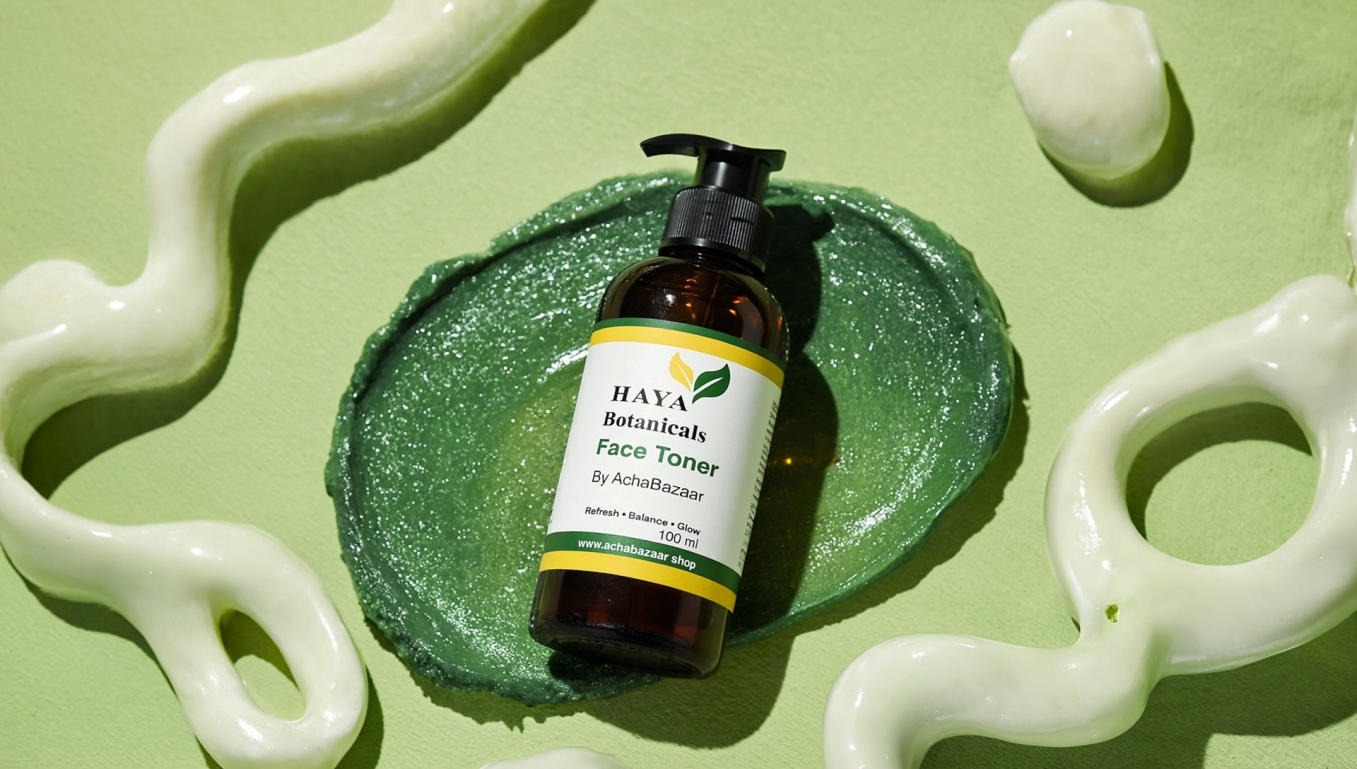 HAYA
Botanicals
Face Toner
By AchaBazaar
Refresh • Balance • Glow
100 ml
www.achabazaar shop